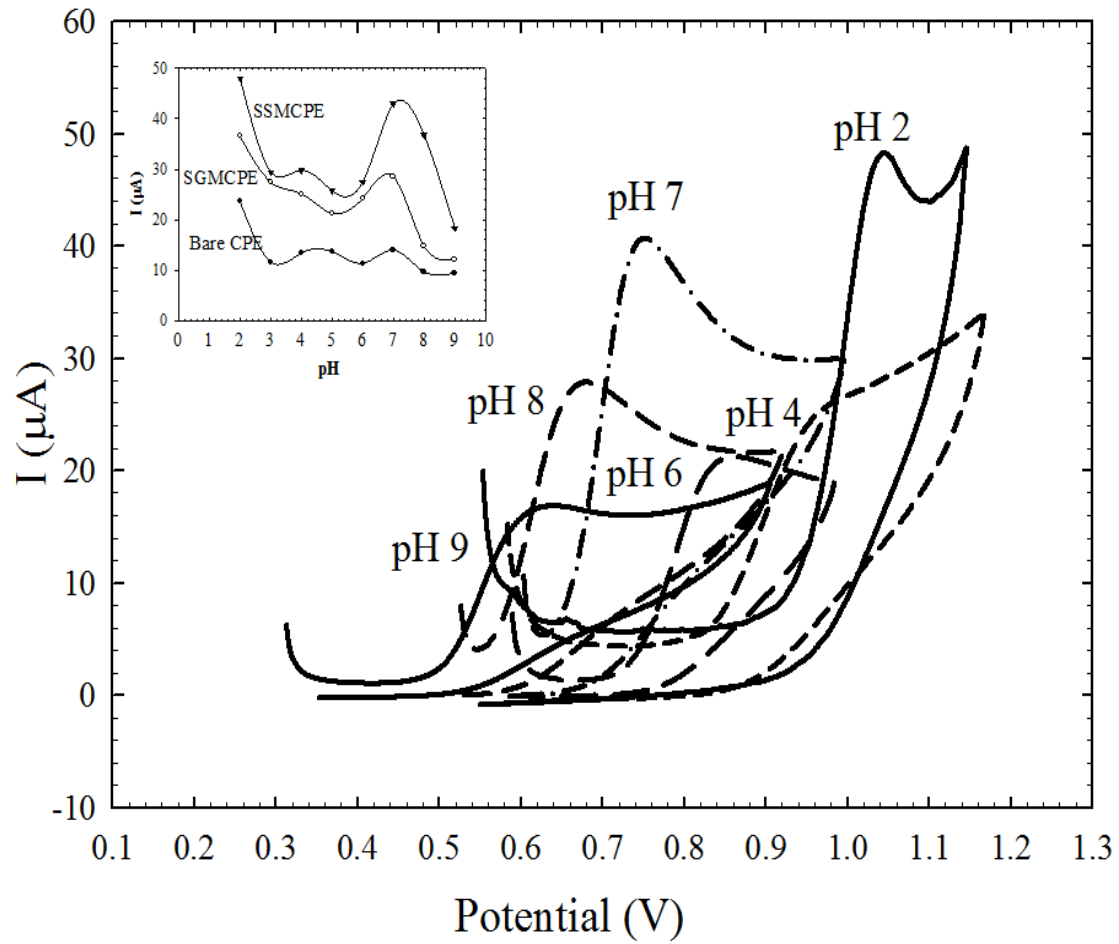 60
50
40
30
20
10
0
-10
I (µA)
0.1 0.2 0.3 0.4 0.5 0.6 0.7 0.8 0.9 1.0 1.1 1.2 1.3
Potential (V)
pH 2
pH 7
pH 8
pH 4
pH 6
pH 9
50
40
30
20
10
0
I (µA)
SSMCPE
SGMCPE
Bare CPE
0 1 2 3 4 5 6 7 8 9 10
pH